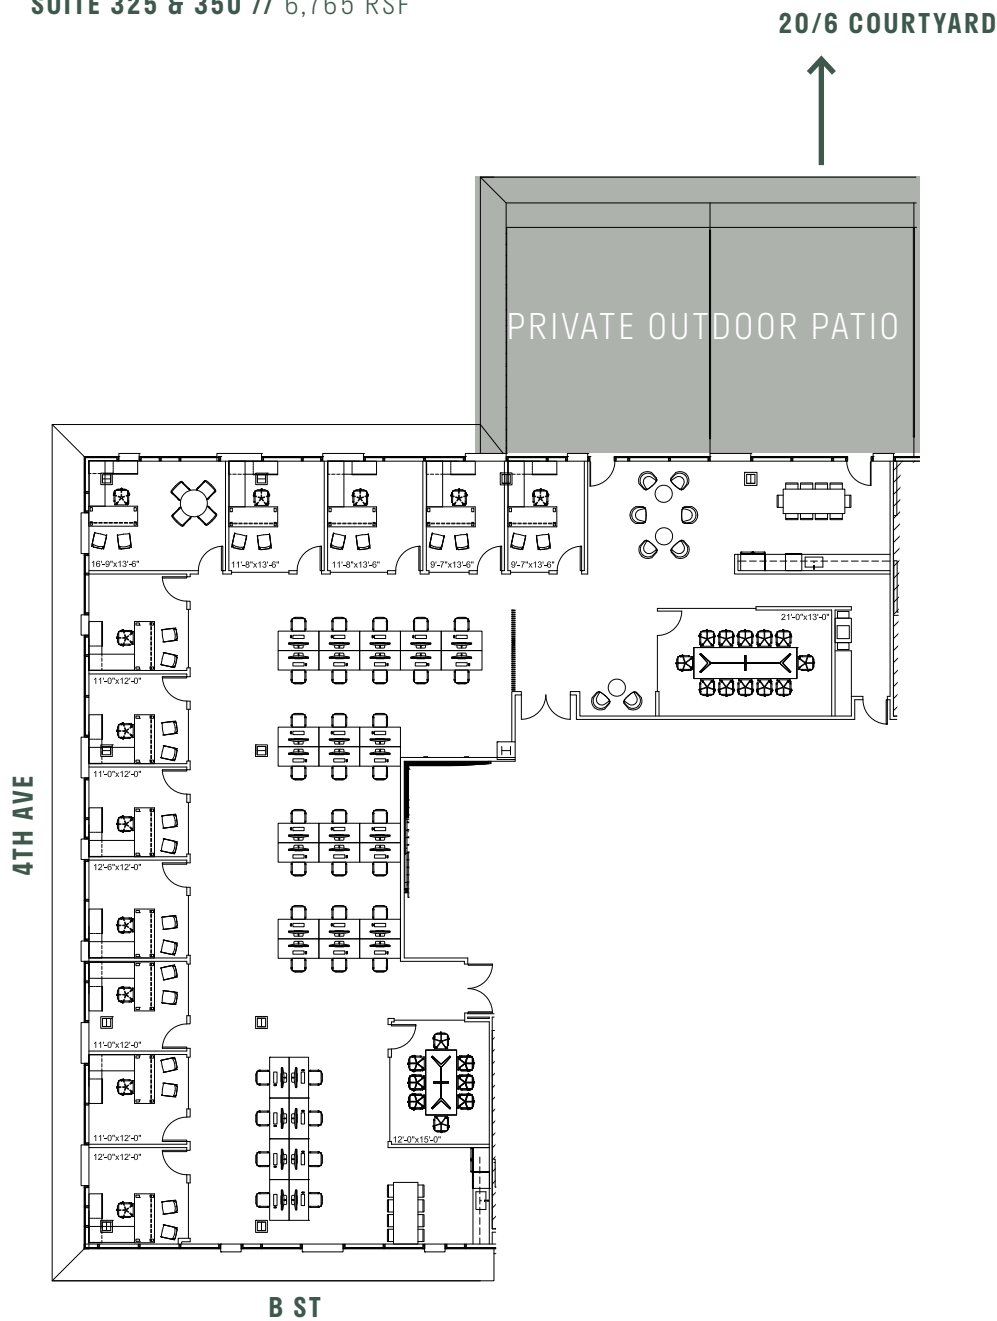 SUITE 325 & 350 // 6,765 RSF
20/6 COURTYARD
PRIVATE OUTDOOR PATIO
16'-9"x13'-6"
11'-8"x13'-6"
11'-8"x13'-6"
9'-7"x13'-6"
9'-7"x13'-6"
21'-0"x13'-0"
11'-0"x12'-0"
11'-0"x12'-0"
12'-6"x12'-0"
11'-0"x12'-0"
11'-0"x12'-0"
12'-0"x15'-0"
12'-0"x12'-0"
4TH AVE
B ST